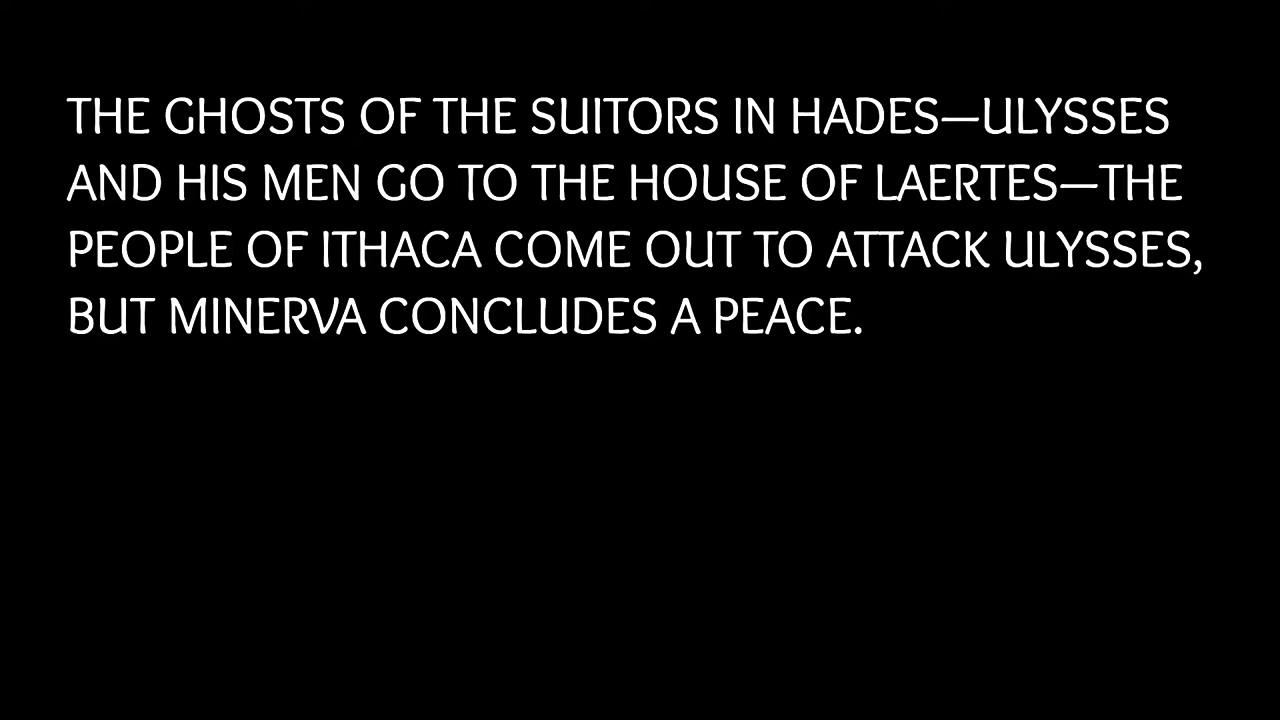 THE GHOSTS OF THE SUITORS IN HADES—ULYSSES
AND HIS MEN GO TO THE HOUSE OF LAERTES—THE
PEOPLE OF ITHACA COME OUT TO ATTACK ULYSSES,
BUT MINERVA CONCLUDES A PEACE.